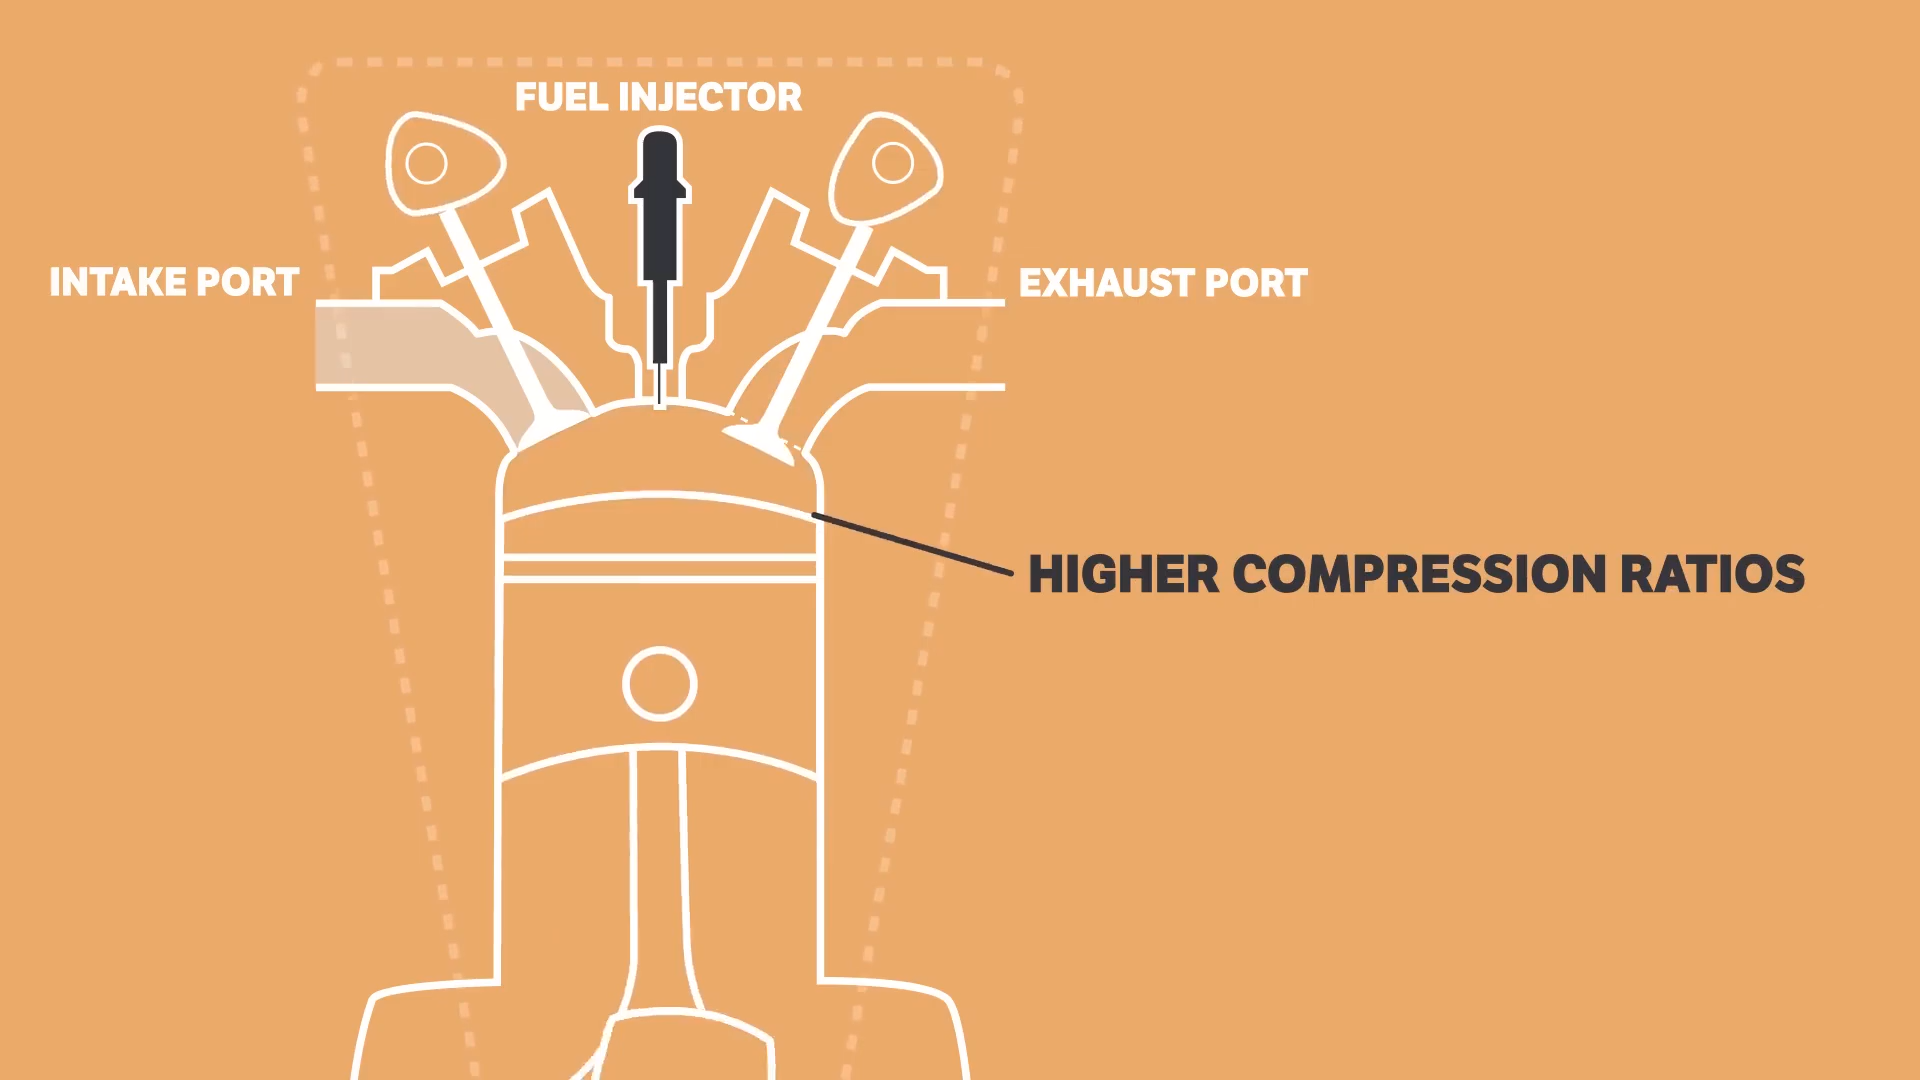 FUEL INJECTOR
INTAKE PORT
EXHAUST PORT
HIGHER COMPRESSION RATIOS